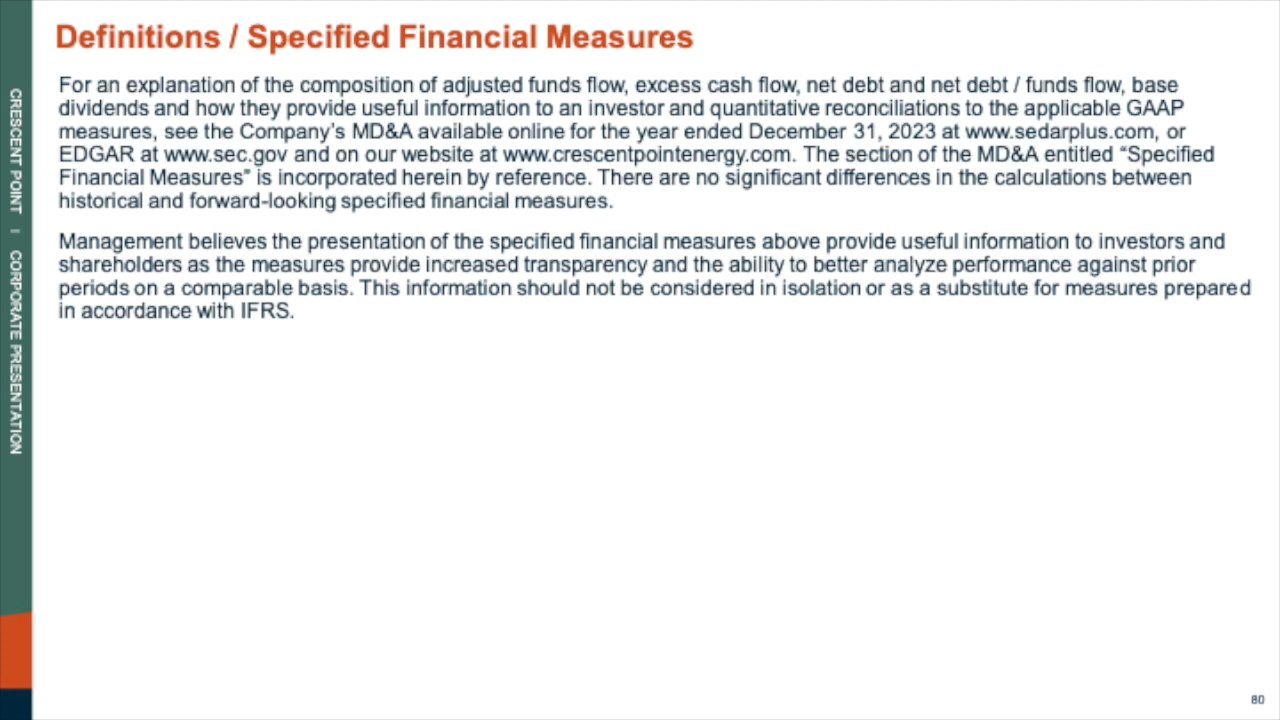 Definitions / Specified Financial Measures
For an explanation of the composition of adjusted funds flow, excess cash flow, net debt and net debt / funds flow, base
dividends and how they provide useful information to an investor and quantitative reconciliations to the applicable GAAP
measures, see the Company’s MD&A available online for the year ended December 31, 2023 at www.sedarplus.com, or
EDGAR at www.sec.gov and on our website at www.crescentpointenergy.com. The section of the MD&A entitled “Specified
Financial Measures” is incorporated herein by reference. There are no significant differences in the calculations between
historical and forward-looking specified financial measures.
Management believes the presentation of the specified financial measures above provide useful information to investors and
shareholders as the measures provide increased transparency and the ability to better analyze performance against prior
periods on a comparable basis. This information should not be considered in isolation or as a substitute for measures prepared
in accordance with IFRS.
CRESCENT POINT I CORPORATE PRESENTATION
80